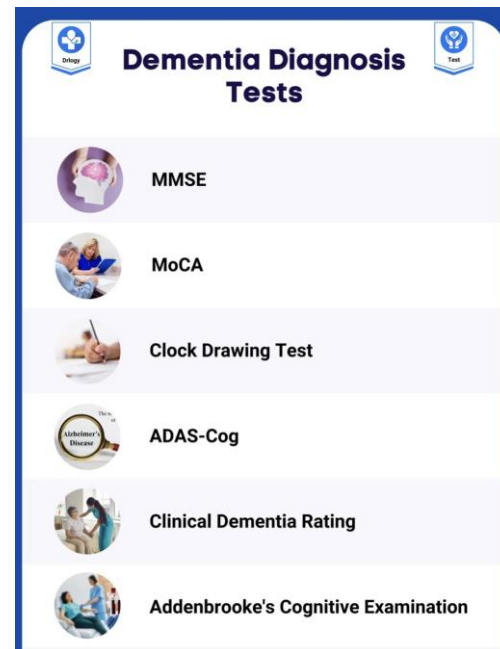 Drlogy
Test
Dementia Diagnosis
Tests
MMSE
MoCA
Clock Drawing Test
Alzheimer's
Disease
ADAS-Cog
Clinical Dementia Rating
Addenbrooke's Cognitive Examination